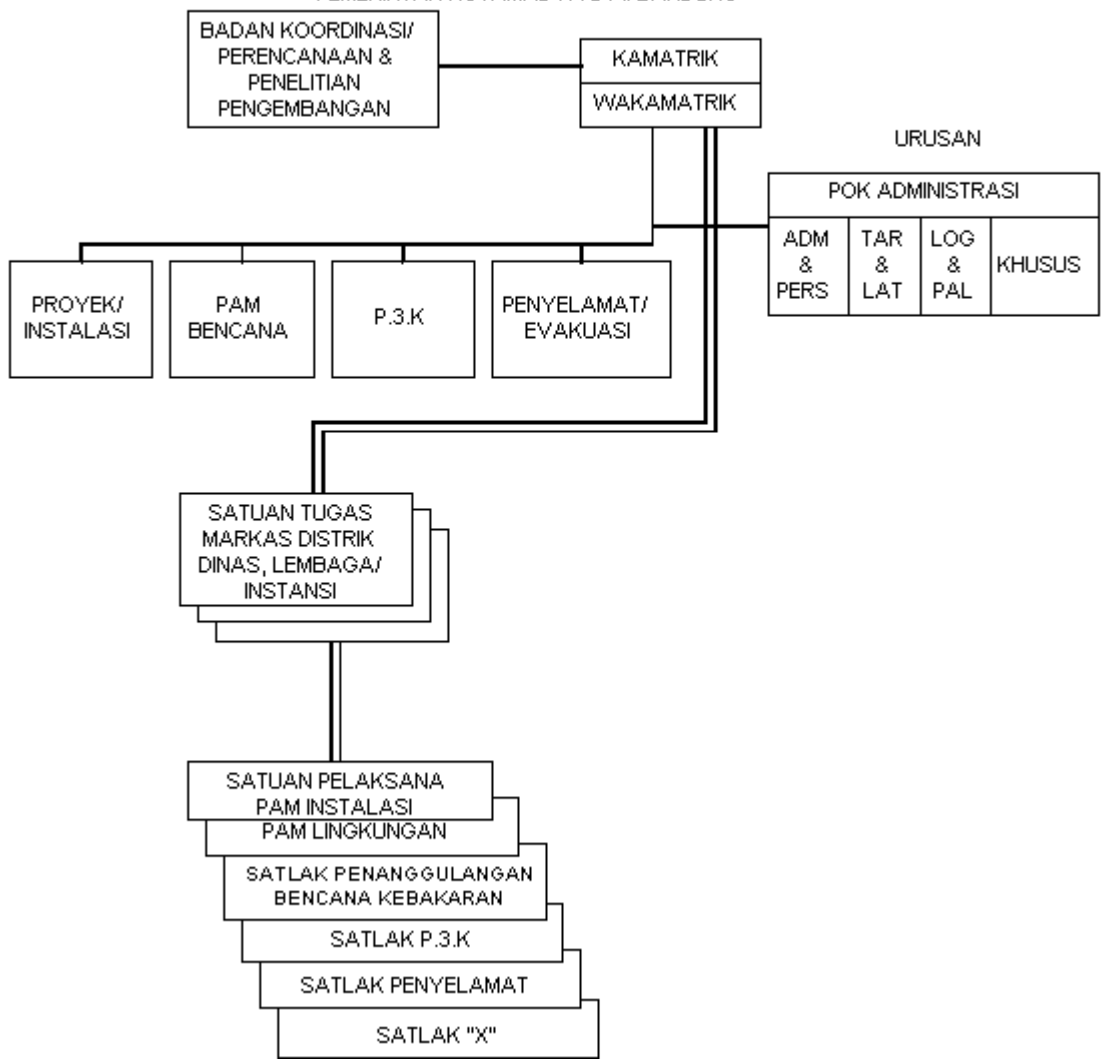 BADAN KOORDINASI/
PERENCANAAN &
PENELITIAN
PENGEMBANGAN
KAMATRIK
WAKAMATRIK
URUSAN
POK ADMINISTRASI
ADM
&
PERS
TAR
&
LAT
LOG
&
PAL
KHUSUS
PROYEK/
INSTALASI
PAM
BENCANA
P.3.K
PENYELAMAT/
EVAKUASI
SATUAN TUGAS
MARKAS DISTRIK
DINAS, LEMBAGA/
INSTANSI
SATUAN PELAKSANA
PAM INSTALASI
PAM LINGKUNGAN
SATLAK PENANGGULANGAN
BENCANA KEBAKARAN
SATLAK P.3.K
SATLAK PENYELAMAT
SATLAK "X"